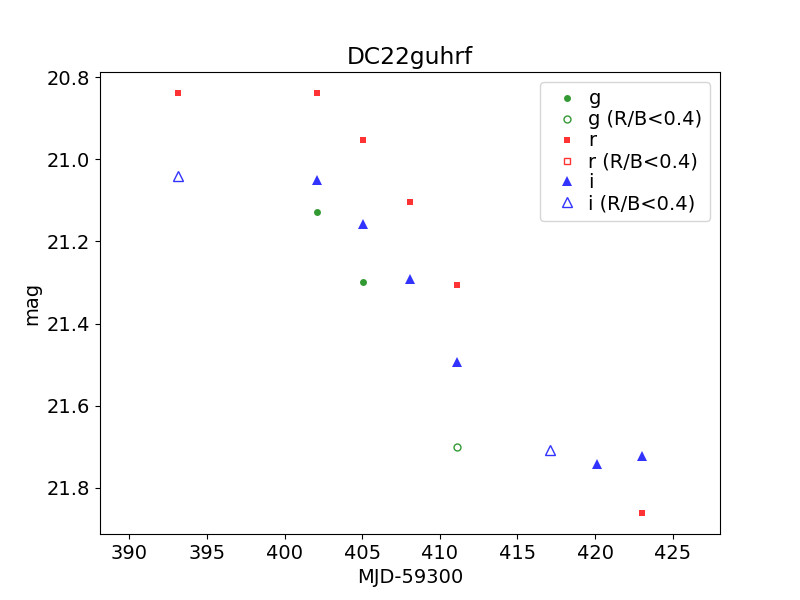 DC22guhrf
20.8
21.0
21.2
21.4
21.6
21.8
mag
g
g (R/B<0.4)
r
r (R/B<0.4)
i
i (R/B<0.4)
390 395 400 405 410 415 420 425
MJD-59300